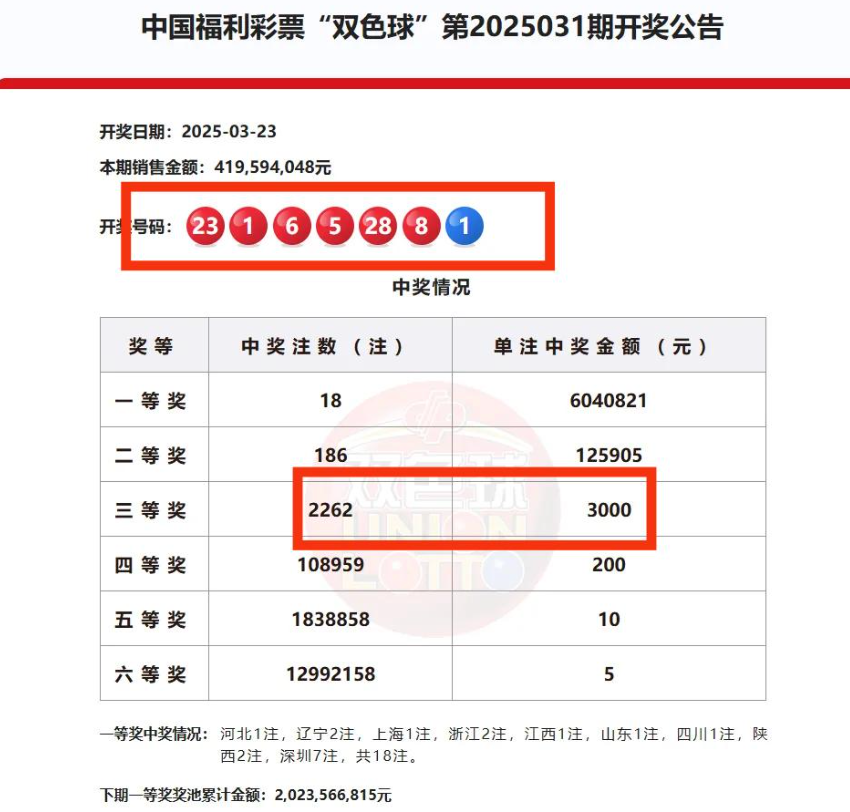 中国福利彩票“双色球”第2025031期开奖公告
开奖日期：2025-03-23
本期销售金额：419,594,048元
开奖号码： 23 1 6 5 28 8 1
中奖情况
奖等 中奖注数（注） 单注中奖金额（元）
一等奖 18 6040821
二等奖 186 125905
三等奖 2262 3000
四等奖 108959 200
五等奖 1838858 10
六等奖 12992158 5
双色球
UNION
LOTTO
一等奖中奖情况：河北1注，辽宁2注，上海1注，浙江2注，江西1注，山东1注，四川1注，陕
西2注，深圳7注，共18注。
下期一等奖奖池累计金额：2,023,566,815元